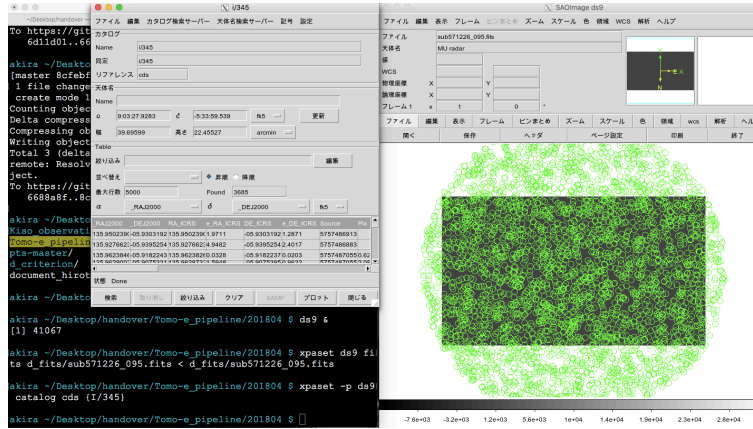 ~/Desktop/handover —
To https://git
6d11d01..66
akira ~/Deskto
[master 8cfebf
1 file change
create mode 1
Counting objec
Delta compress
Compressing ob
Writing object
Total 3 (delta
remote: Resolv
ject.
To https://git
6688a8f..8c
akira ~/Deskto
Kiso_observati
Tomo-e_pipelin
pts-master/
d_criterion/
document_hirot
akira ~/Deskto
akira ~/Desktop/handover/Tomo-e_pipeline/201804 $ ds9 &
[1] 41067
akira ~/Desktop/handover/Tomo-e_pipeline/201804 $ xpaset ds9 fi
ts d_fits/sub571226_095.fits < d_fits/sub571226_095.fits
akira ~/Desktop/handover/Tomo-e_pipeline/201804 $ xpaset -p ds9
catalog cds {I/345}
akira ~/Desktop/handover/Tomo-e_pipeline/201804 $
i/345
ファイル 編集 カタログ検索サーバー 天体名検索サーバー 記号 設定
カタログ
Name i/345
同定 i/345
リファレンス cds
天体名
Name
α 9:03:27.9283 δ -5:33:59.539 fk5 更新
幅 39.69599 高さ 22.45527 arcmin
Table
絞り込み 編集
並べ替え 昇順 降順
最大行数 5000 Found 3685
α _RAJ2000 δ _DEJ2000 fk5
_RAJ2000 _DEJ2000 RA_ICRS e_RA_ICRS DE_ICRS e_DE_ICRS Source Plx
状態 Done
検索 取り消し 絞り込み クリア SAMP プロット 閉じる
SAOImage ds9
ファイル 編集 表示 フレーム ピンまとめ ズーム スケール 色 領域 WCS 解析 ヘルプ
ファイル sub571226_095.fits
天体名 MU radar
値
WCS
物理座標 X Y
論理座標 X Y
フレーム 1 x 1 0 °
Y
E X
N
ファイル 編集 表示 フレーム ピンまとめ ズーム スケール 色 領域 wcs 解析 ヘル
開く 保存 ヘッダ ページ設定 印刷 終了
-7.6e+03 -3.2e+03 1.2e+03 5.6e+03 1e+04 1.4e+04 1.9e+04 2.3e+04 2.8e+04